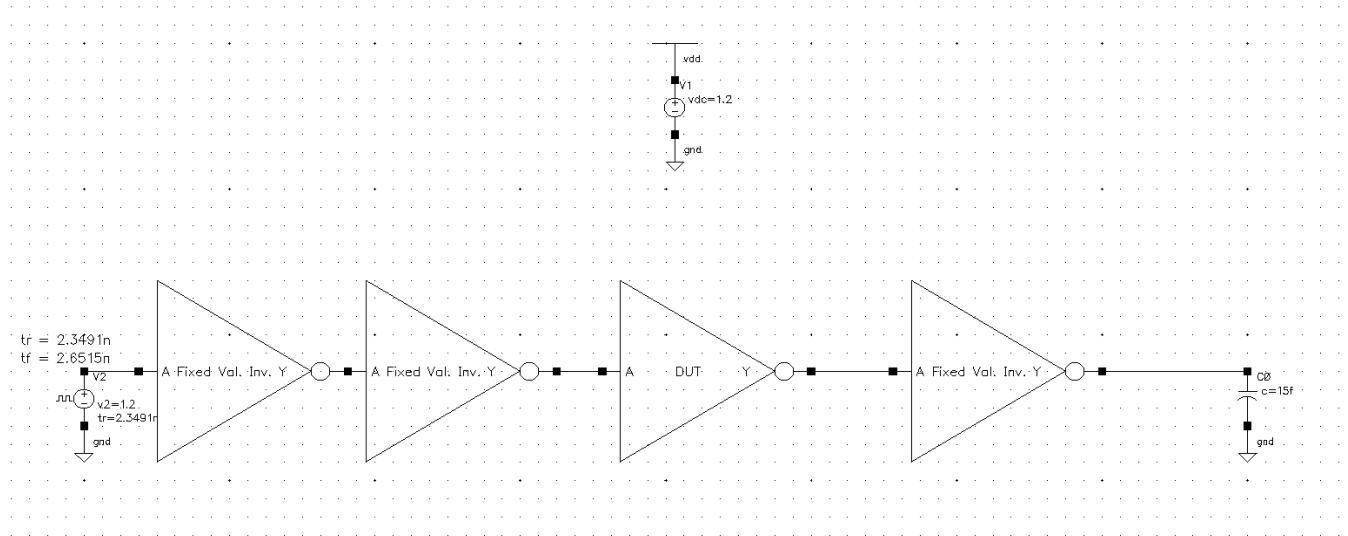 vdd
V1
vdc=1.2
gnd
tr = 2.3491n
tf = 2.6515n
V2
A Fixed Val. Inv. Y
A Fixed Val. Inv. Y
A DUT Y
A Fixed Val. Inv. Y
C0
c=15f
v2=1.2
tr=2.3491n
gnd
gnd